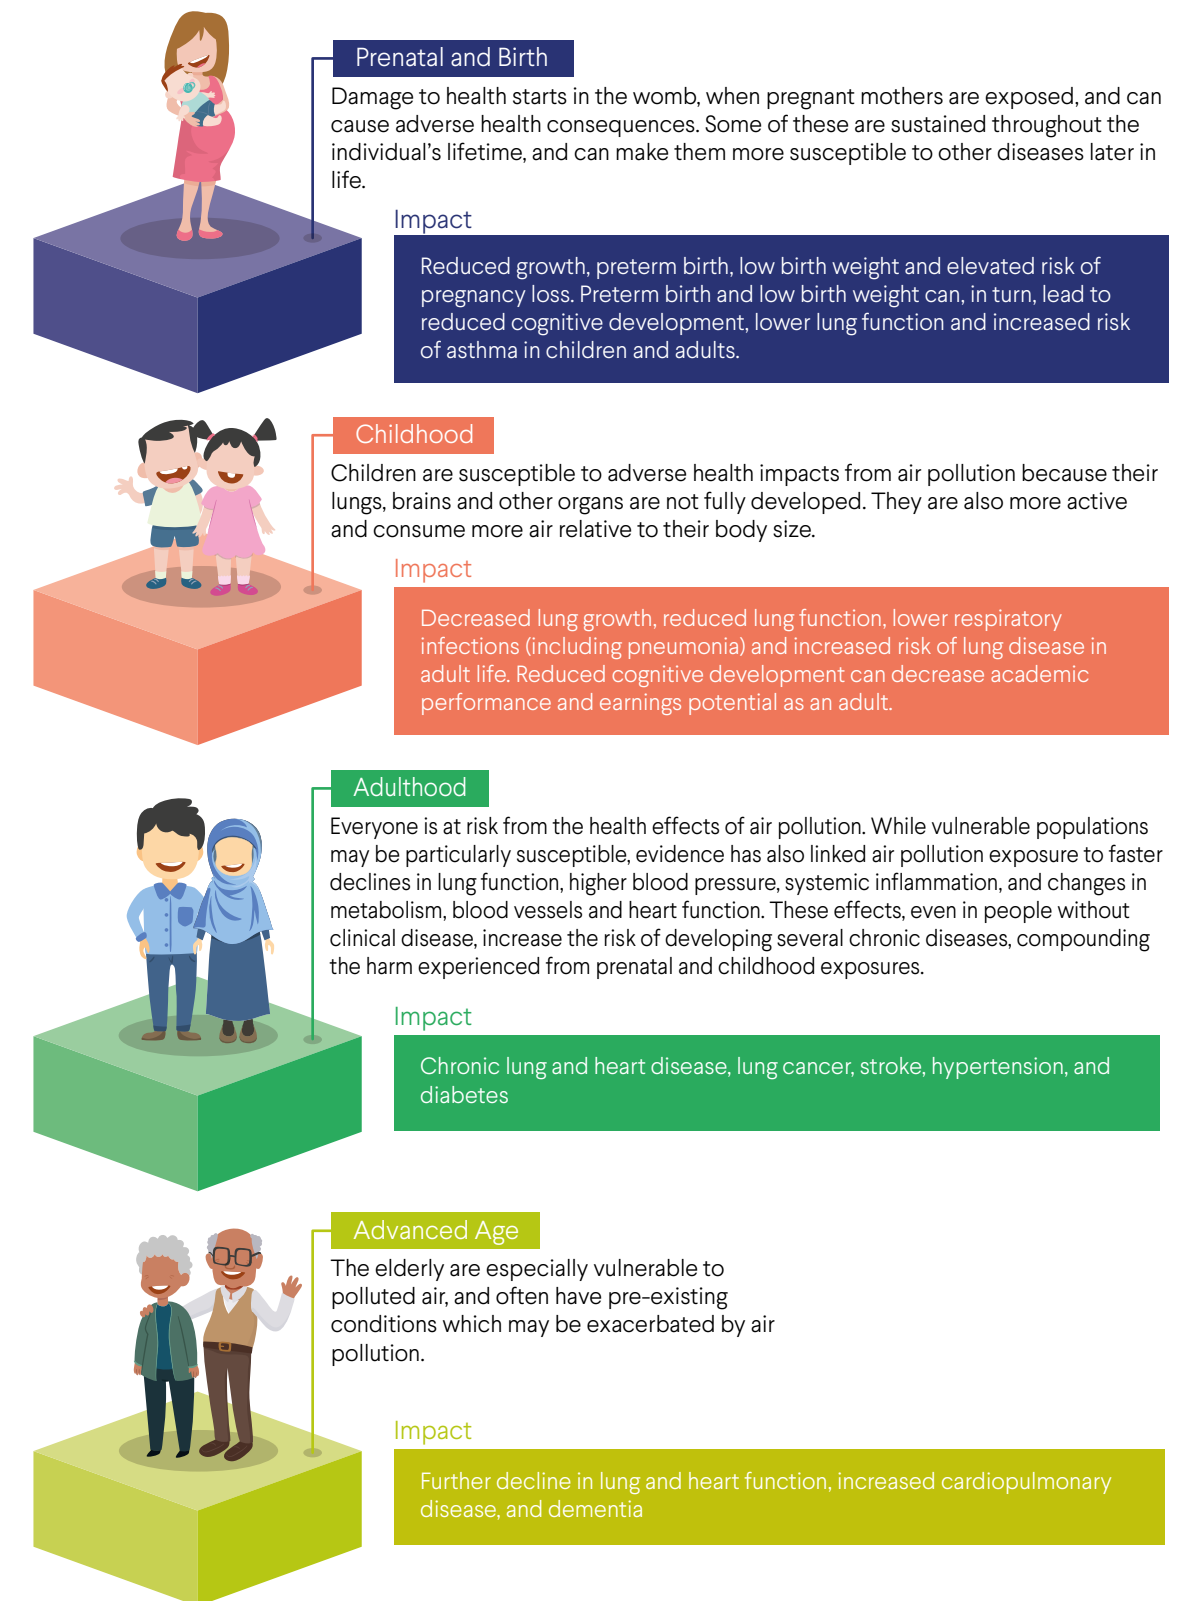 Prenatal and Birth
Damage to health starts in the womb, when pregnant mothers are exposed, and can
cause adverse health consequences. Some of these are sustained throughout the
individual’s lifetime, and can make them more susceptible to other diseases later in
life.
Impact
Reduced growth, preterm birth, low birth weight and elevated risk of
pregnancy loss. Preterm birth and low birth weight can, in turn, lead to
reduced cognitive development, lower lung function and increased risk
of asthma in children and adults.
Childhood
Children are susceptible to adverse health impacts from air pollution because their
lungs, brains and other organs are not fully developed. They are also more active
and consume more air relative to their body size.
Impact
Decreased lung growth, reduced lung function, lower respiratory
infections (including pneumonia) and increased risk of lung disease in
adult life. Reduced cognitive development can decrease academic
performance and earnings potential as an adult.
Adulthood
Everyone is at risk from the health effects of air pollution. While vulnerable populations
may be particularly susceptible, evidence has also linked air pollution exposure to faster
declines in lung function, higher blood pressure, systemic inflammation, and changes in
metabolism, blood vessels and heart function. These effects, even in people without
clinical disease, increase the risk of developing several chronic diseases, compounding
the harm experienced from prenatal and childhood exposures.
Impact
Chronic lung and heart disease, lung cancer, stroke, hypertension, and
diabetes
Advanced Age
The elderly are especially vulnerable to
polluted air, and often have pre-existing
conditions which may be exacerbated by air
pollution.
Impact
Further decline in lung and heart function, increased cardiopulmonary
disease, and dementia